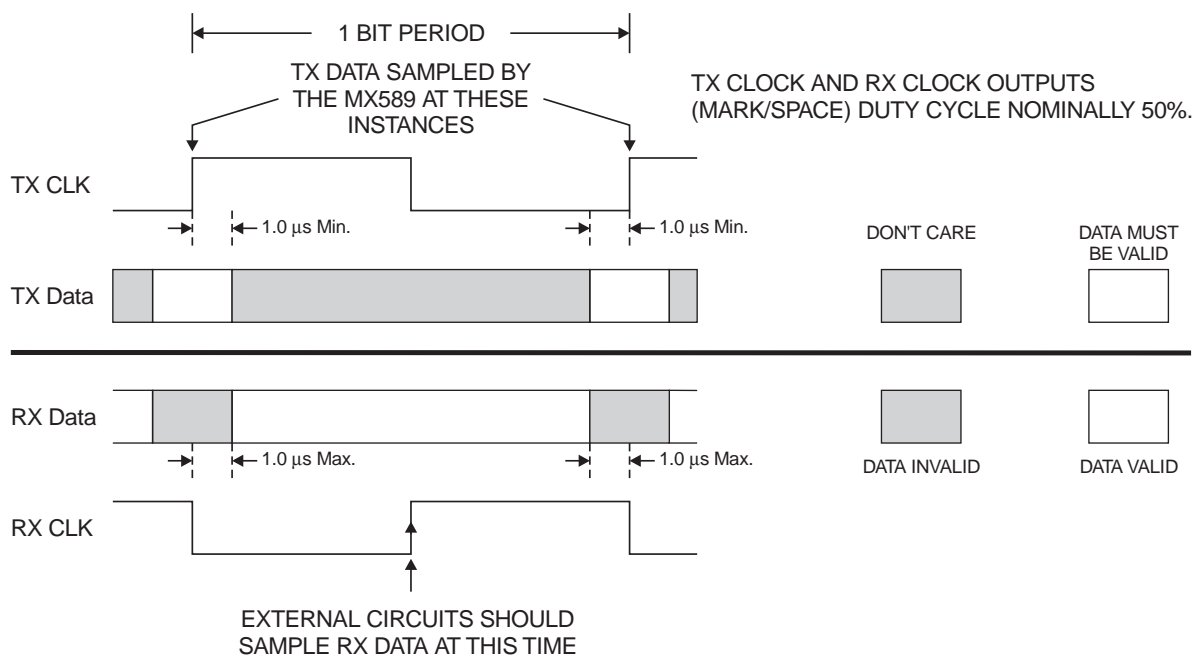 1 BIT PERIOD
TX DATA SAMPLED BY
THE MX589 AT THESE
INSTANCES
TX CLOCK AND RX CLOCK OUTPUTS
(MARK/SPACE) DUTY CYCLE NOMINALLY 50%.
TX CLK
1.0 μs Min.
1.0 μs Min.
DON'T CARE
DATA MUST
BE VALID
TX Data
RX Data
1.0 μs Max.
1.0 μs Max.
DATA INVALID
DATA VALID
RX CLK
EXTERNAL CIRCUITS SHOULD
SAMPLE RX DATA AT THIS TIME